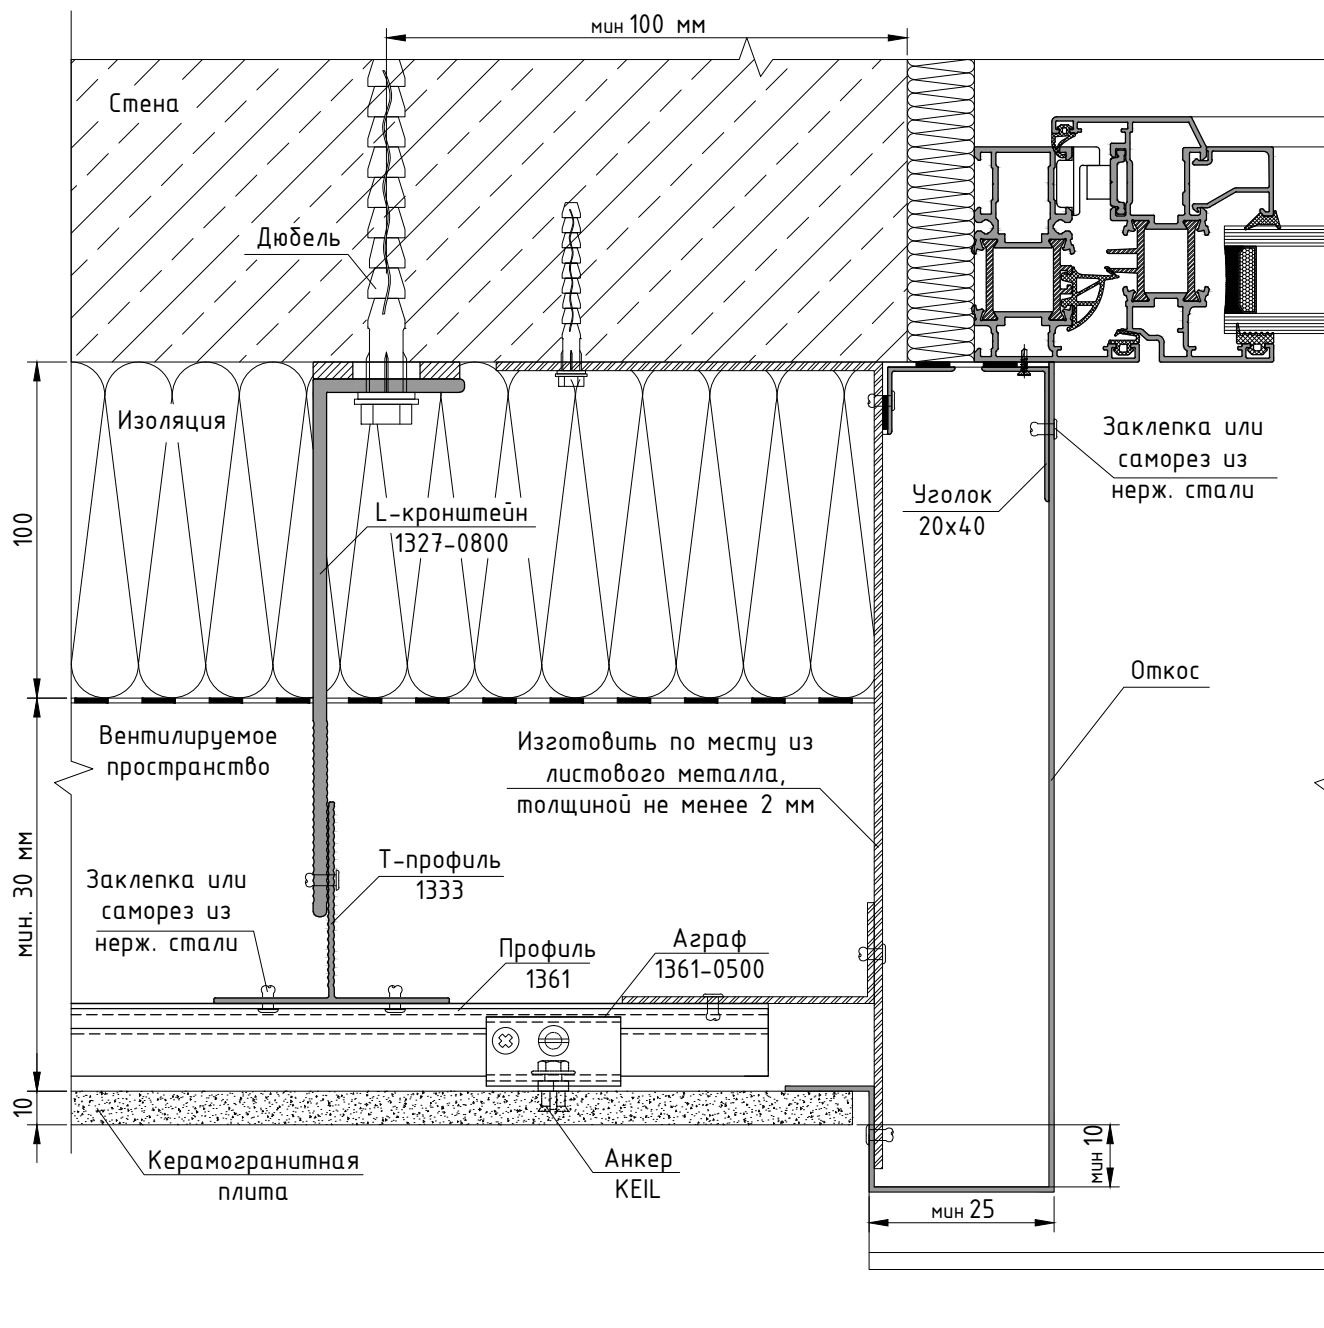 мин 100 мм
Стена
Дюбель
Изоляция
Заклепка или
саморез из
нерж. стали
Уголок
20х40
L-кронштейн
1327-0800
100
Откос
Вентилируемое
пространство
Изготовить по месту из
листового металла,
толщиной не менее 2 мм
мин. 30 мм
Т-профиль
1333
Заклепка или
саморез из
нерж. стали
Профиль
1361
Аграф
1361-0500
10
мин 10
Керамогранитная
плита
Анкер
KEIL
мин 25